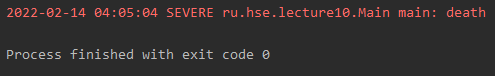 2022-02-14 04:05:04 SEVERE ru.hse.lecture10.Main main: death
Process finished with exit code 0